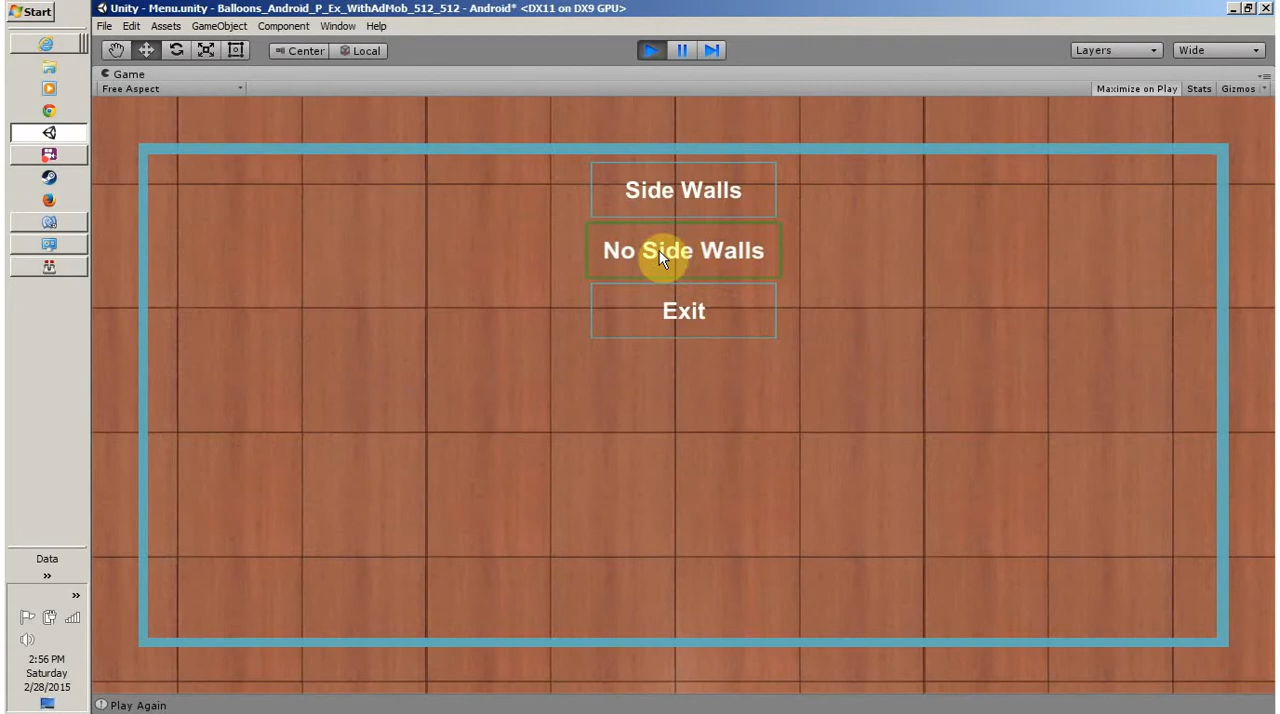 Start
Unity - Menu.unity - Balloons_Android_P_Ex_WithAdMob_512_512 - Android* <DX11 on DX9 GPU>
File Edit Assets GameObject Component Window Help
Center Local Layers Wide
Game
Free Aspect Maximize on Play Stats Gizmos
Side Walls
No Side Walls
Exit
Data
»
»
2:56 PM
Saturday
2/28/2015
Play Again